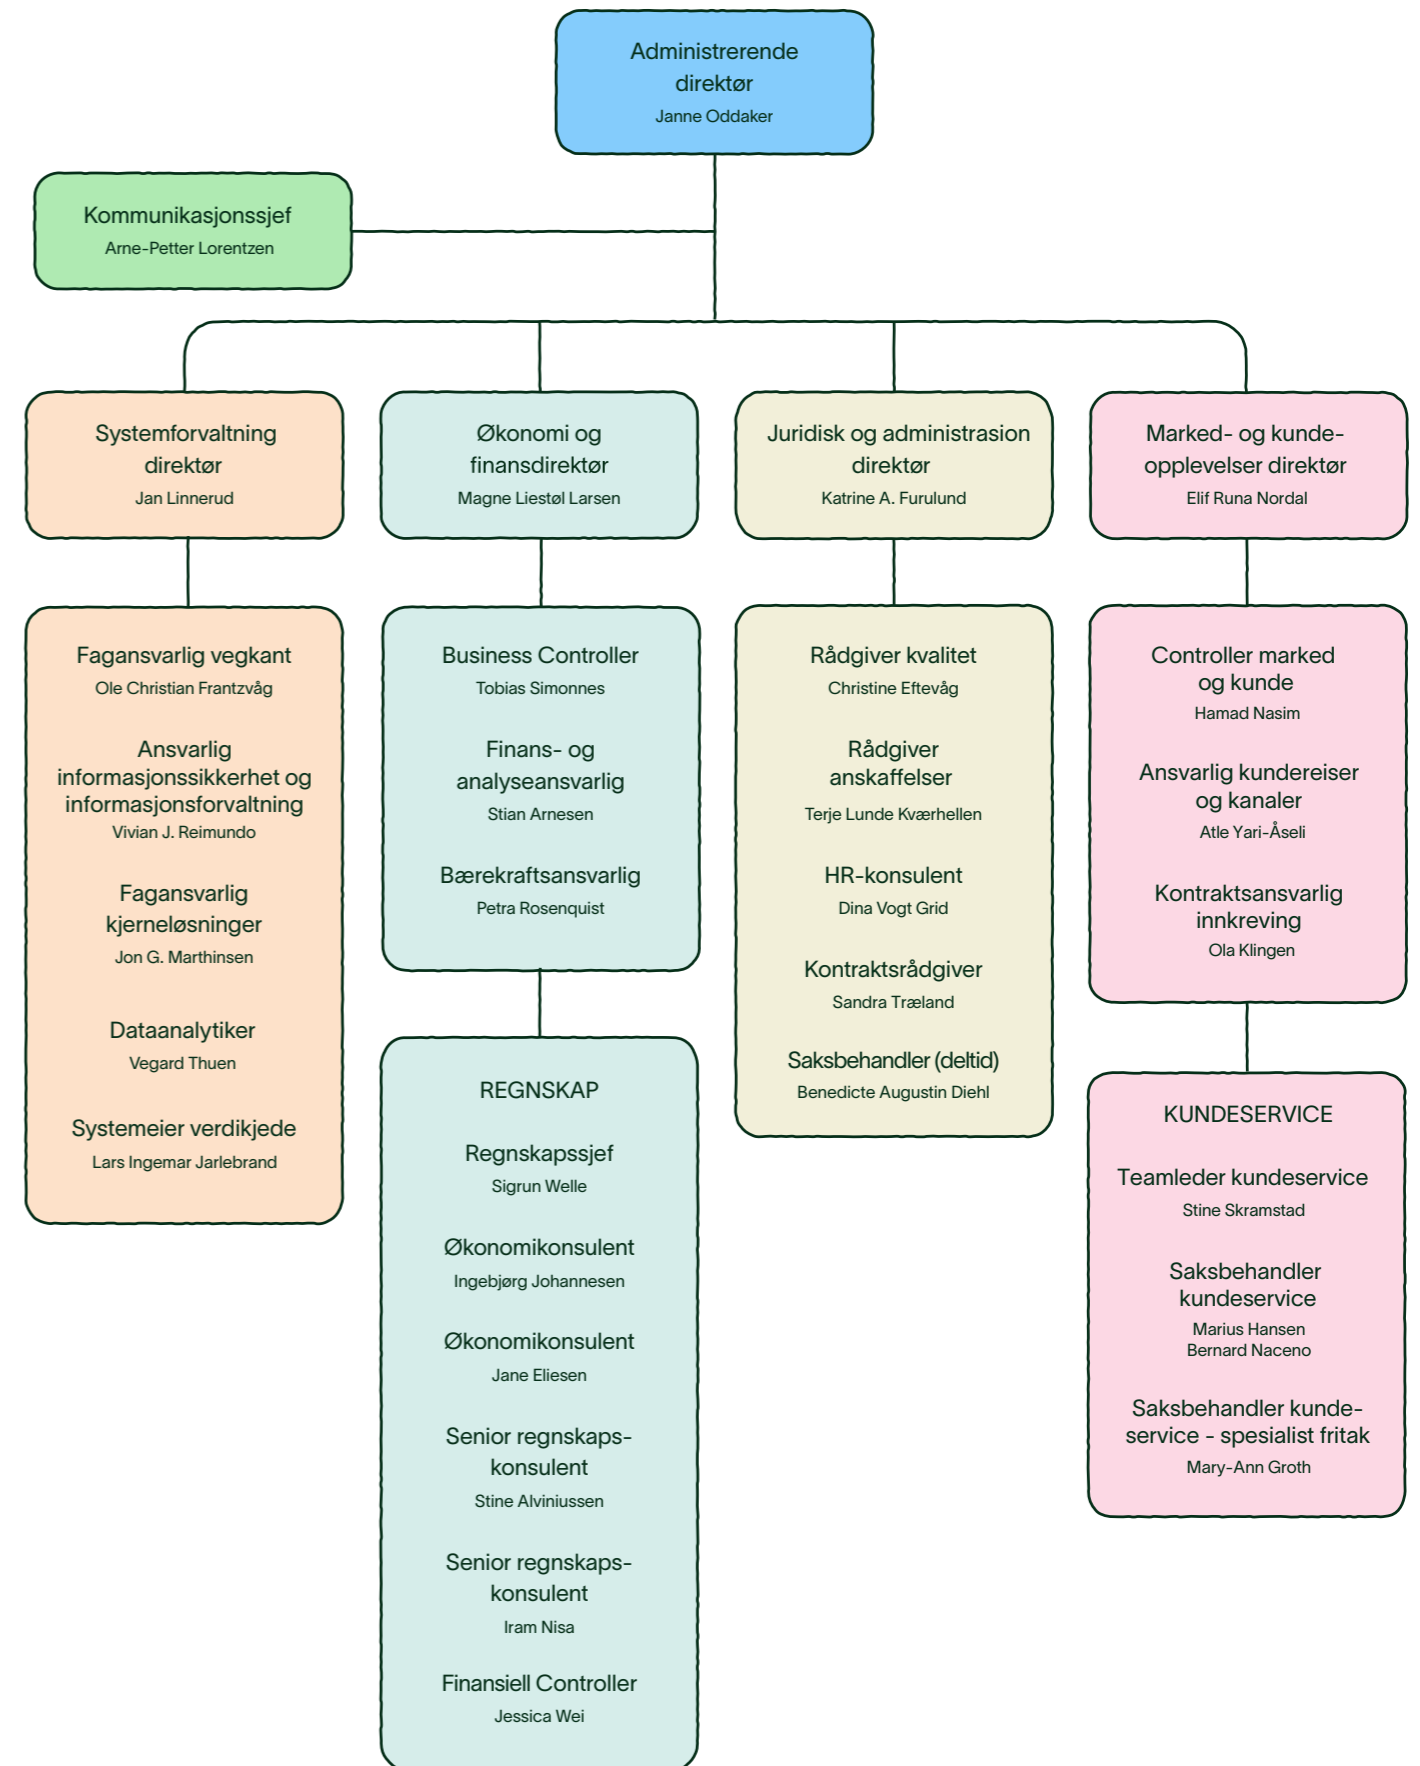 Administrerende
direktør
Janne Oddaker
Kommunikasjonssjef
Arne-Petter Lorentzen
Systemforvaltning
direktør
Jan Linnerud
Økonomi og
finansdirektør
Magne Liestøl Larsen
Juridisk og administrasion
direktør
Katrine A. Furulund
Marked- og kunde-
opplevelser direktør
Elif Runa Nordal
Fagansvarlig vegkant
Ole Christian Frantzvåg
Ansvarlig
informasjonssikkerhet og
informasjonsforvaltning
Vivian J. Reimundo
Fagansvarlig
kjerneløsninger
Jon G. Marthinsen
Dataanalytiker
Vegard Thuen
Systemeier verdikjede
Lars Ingemar Jarlebrand
Business Controller
Tobias Simonnes
Finans- og
analyseansvarlig
Stian Arnesen
Bærekraftsansvarlig
Petra Rosenquist
REGNSKAP
Regnskapssjef
Sigrun Welle
Økonomikonsulent
Ingebjørg Johannesen
Økonomikonsulent
Jane Eliesen
Senior regnskaps-
konsulent
Stine Alviniussen
Senior regnskaps-
konsulent
Iram Nisa
Finansiell Controller
Jessica Wei
Rådgiver kvalitet
Christine Eftevåg
Rådgiver
anskaffelser
Terje Lunde Kværhellen
HR-konsulent
Dina Vogt Grid
Kontraktsrådgiver
Sandra Træland
Saksbehandler (deltid)
Benedicte Augustin Diehl
Controller marked
og kunde
Hamad Nasim
Ansvarlig kundereiser
og kanaler
Atle Yari-Åseli
Kontraktsansvarlig
innkreving
Ola Klingen
KUNDESERVICE
Teamleder kundeservice
Stine Skramstad
Saksbehandler
kundeservice
Marius Hansen
Bernard Naceno
Saksbehandler kunde-
service - spesialist fritak
Mary-Ann Groth